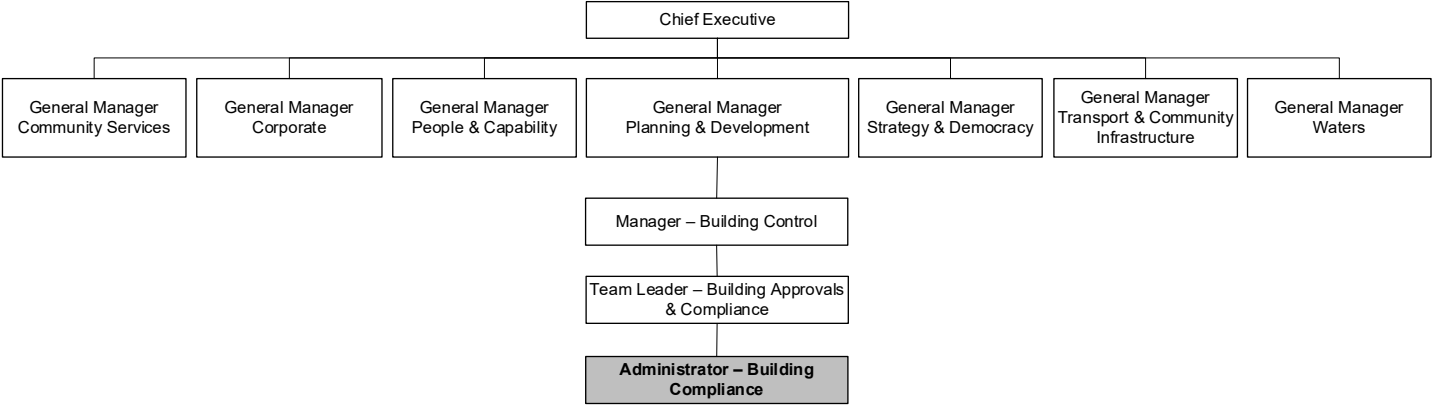 Chief Executive
General Manager
Community Services
General Manager
Corporate
General Manager
People & Capability
General Manager
Planning & Development
General Manager
Strategy & Democracy
General Manager
Transport & Community
Infrastructure
General Manager
Waters
Manager – Building Control
Team Leader – Building Approvals
& Compliance
Administrator – Building
Compliance